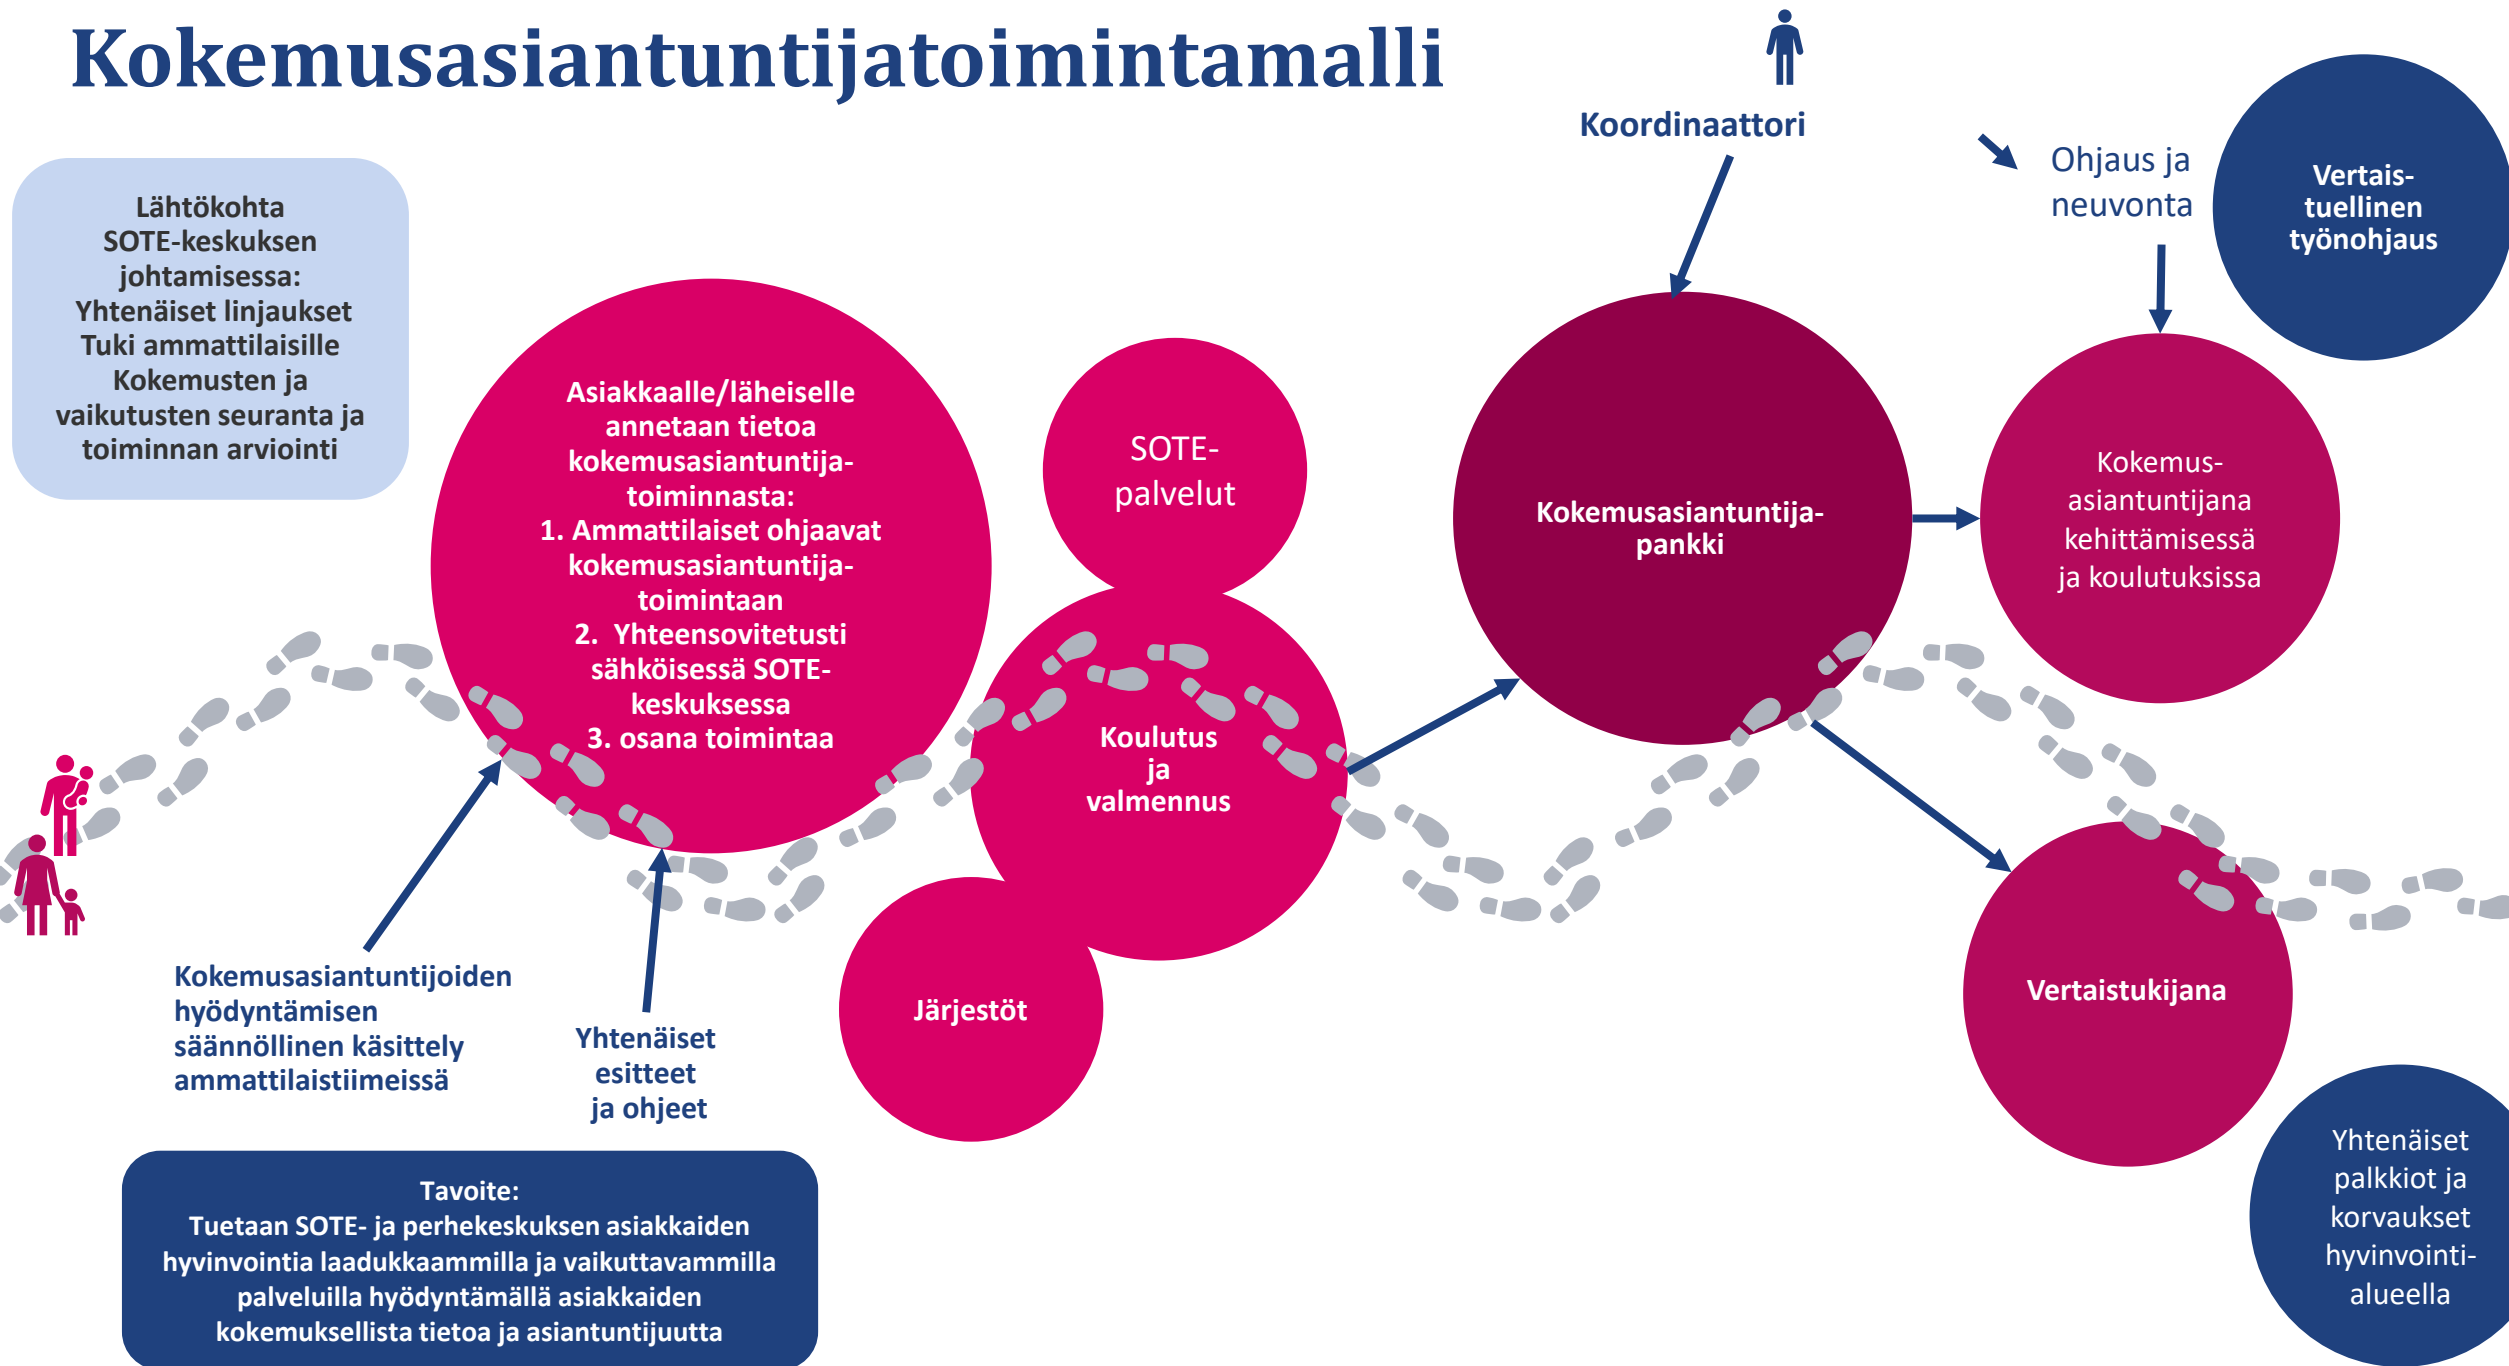 Kokemusasiantuntijatoimintamalli
Koordinaattori
Ohjaus ja
neuvonta
Vertais-
tuellinen
työnohjaus
Lähtökohta
SOTE-keskuksen
johtamisessa:
Yhtenäiset linjaukset
Tuki ammattilaisille
Kokemusten ja
vaikutusten seuranta ja
toiminnan arviointi
Asiakkaalle/läheiselle
annetaan tietoa
kokemusasiantuntija-
toiminnasta:
1. Ammattilaiset ohjaavat
kokemusasiantuntija-
toimintaan
2. Yhteensovitetusti
sähköisessä SOTE-
keskuksessa
3. osana toimintaa
SOTE-
palvelut
Koulutus
ja
valmennus
Järjestöt
Kokemusasiantuntija-
pankki
Kokemus-
asiantuntijana
kehittämisessä
ja koulutuksissa
Vertaistukijana
Kokemusasiantuntijoiden
hyödyntämisen
säännöllinen käsittely
ammattilaistiimeissä
Yhtenäiset
esitteet
ja ohjeet
Tavoite:
Tuetaan SOTE- ja perhekeskuksen asiakkaiden
hyvinvointia laadukkaammilla ja vaikuttavammilla
palveluilla hyödyntämällä asiakkaiden
kokemuksellista tietoa ja asiantuntijuutta
Yhtenäiset
palkkiot ja
korvaukset
hyvinvointi-
alueella